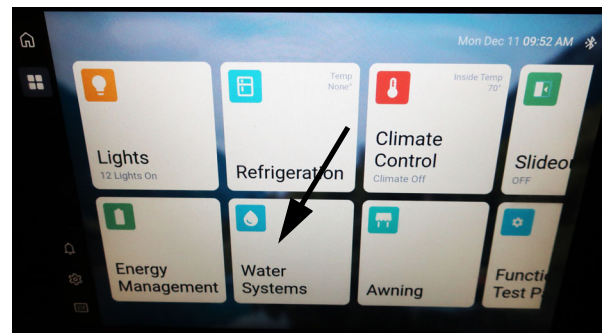 Mon Dec 11 09:52 AM
Temp
None°
Inside Temp
70°
Lights
12 Lights On
Refrigeration
Climate
Control
Climate Off
OFF
Energy
Management
Water
Systems
Awning
Test